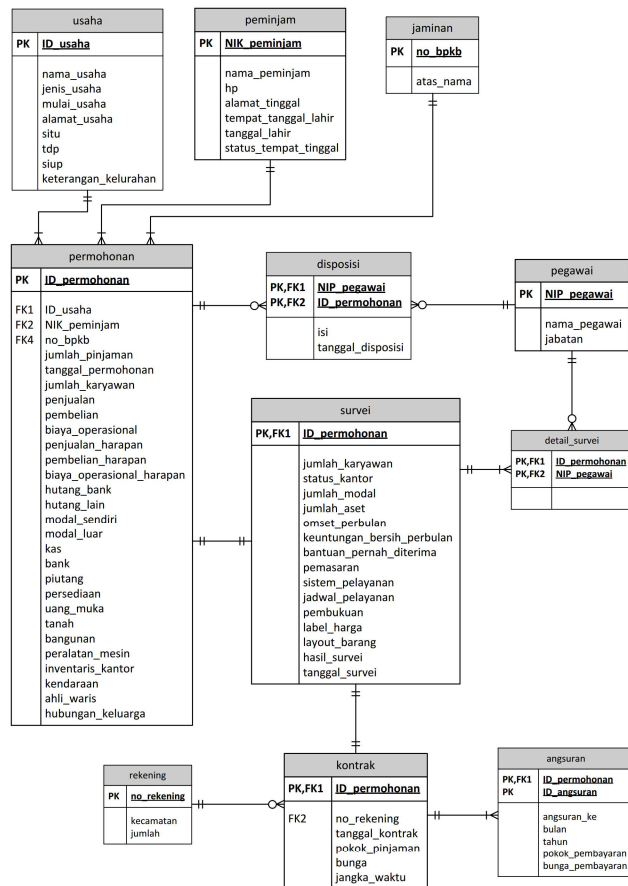 usaha
PK ID_usaha
nama_usaha
jenis_usaha
mulai_usaha
alamat_usaha
situ
tdp
siup
keterangan_kelurahan
peminjam
PK NIK_peminjam
nama_peminjam
hp
alamat_tinggal
tempat_tanggal_lahir
tanggal_lahir
status_tempat_tinggal
jaminan
PK no_bpkb
atas_nama
permohonan
PK ID_permohonan
FK1 ID_usaha
FK2 NIK_peminjam
FK4 no_bpkb
jumlah_pinjaman
tanggal_permohonan
jumlah_karyawan
penjualan
pembelian
biaya_operasional
penjualan_harapan
pembelian_harapan
biaya_operasional_harapan
hutang_bank
hutang_lain
modal_sendiri
modal_luar
kas
bank
piutang
persediaan
uang_muka
tanah
bangunan
peralatan_mesin
inventaris_kantor
kendaraan
ahli_waris
hubungan_keluarga
disposisi
PK,FK1 NIP_pegawai
PK,FK2 ID_permohonan
isi
tanggal_disposisi
pegawai
PK NIP_pegawai
nama_pegawai
jabatan
survei
PK,FK1 ID_permohonan
jumlah_karyawan
status_kantor
jumlah_modal
jumlah_aset
omset_perbulan
keuntungan_bersih_perbulan
bantuan_pernah_diterima
pemasaran
sistem_pelayanan
jadwal_pelayanan
pembukuan
label_harga
layout_barang
hasil_survei
tanggal_survei
detail_survei
PK,FK1 ID_permohonan
PK,FK2 NIP_pegawai
rekening
PK no_rekening
kecamatan
jumlah
kontrak
PK,FK1 ID_permohonan
FK2 no_rekening
tanggal_kontrak
pokok_pinjaman
bunga
jangka_waktu
angsuran
PK,FK1 ID_permohonan
PK ID_angsuran
angsuran_ke
bulan
tahun
pokok_pembayaran
bunga_pembayaran